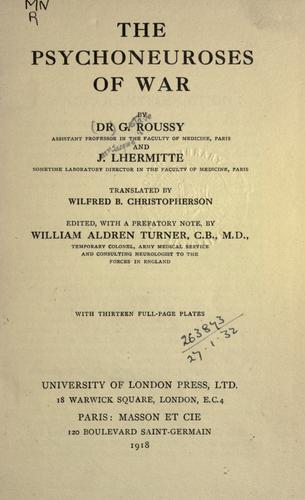 MN
R
THE
PSYCHONEUROSES
OF WAR
BY
DR G. ROUSSY
ASSISTANT PROFESSOR IN THE FACULTY OF MEDICINE, PARIS
AND
J. LHERMITTE
SOMETIME LABORATORY DIRECTOR IN THE FACULTY OF MEDICINE, PARIS
TRANSLATED BY
WILFRED B. CHRISTOPHERSON
EDITED, WITH A PREFATORY NOTE, BY
WILLIAM ALDREN TURNER, C.B., M.D.,
TEMPORARY COLONEL, ARMY MEDICAL SERVICE
AND CONSULTING NEUROLOGIST TO THE
FORCES IN ENGLAND
WITH THIRTEEN FULL-PAGE PLATES
263873
27.1.32
UNIVERSITY OF LONDON PRESS, LTD.
18 WARWICK SQUARE, LONDON, E.C.4
PARIS: MASSON ET CIE
120 BOULEVARD SAINT-GERMAIN
1918